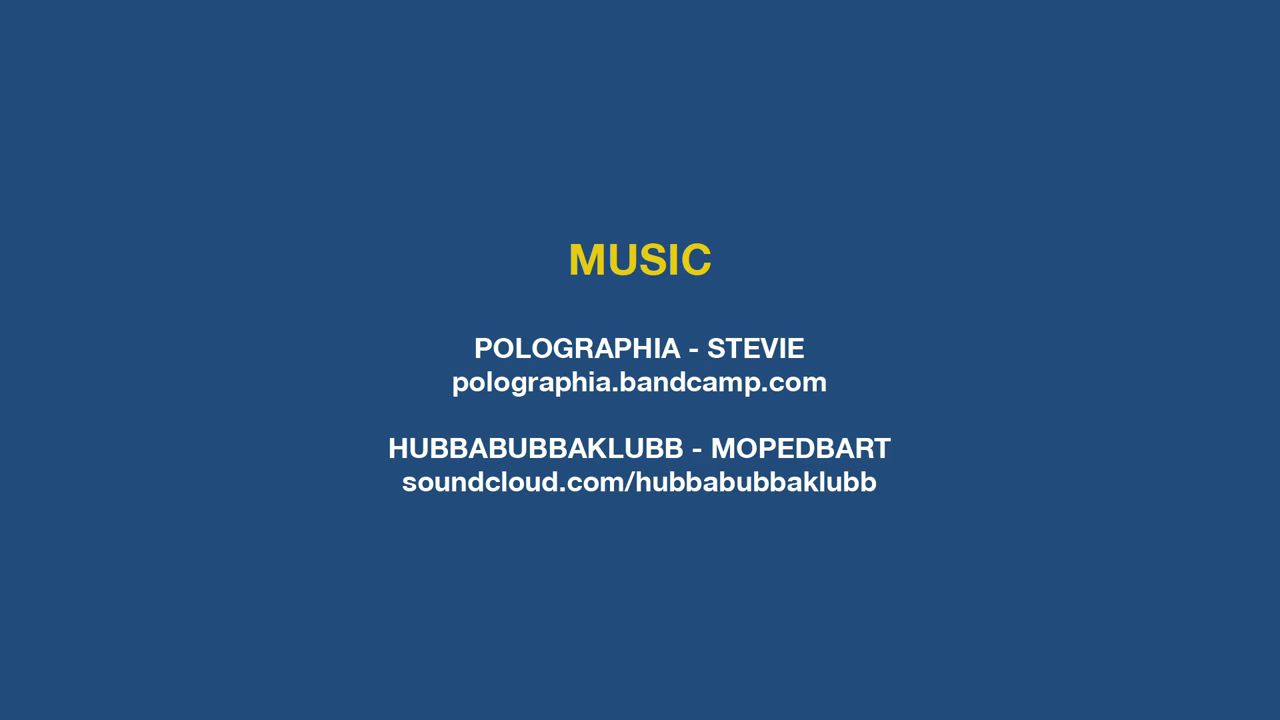 MUSIC
POLOGRAPHIA - STEVIE
polographia.bandcamp.com
HUBBABUBBAKLUBB - MOPEDBART
soundcloud.com/hubbabubbaklubb